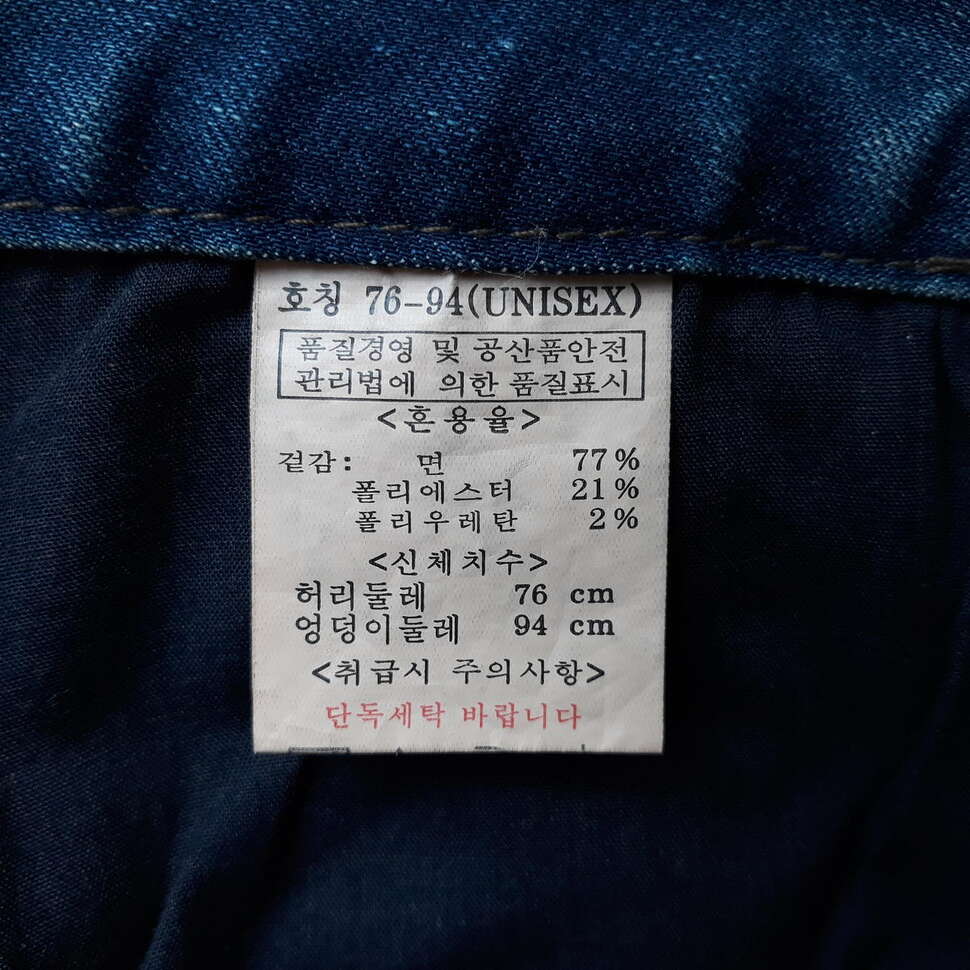 호칭 76-94(UNISEX)
품질경영 및 공산품안전
관리법에 의한 품질표시
<혼용율>
겉감: 면 77%
폴리에스터 21%
폴리우레탄 2%
<신체치수>
허리둘레 76 cm
엉덩이둘레 94 cm
<취급시 주의사항>
단독세탁 바랍니다